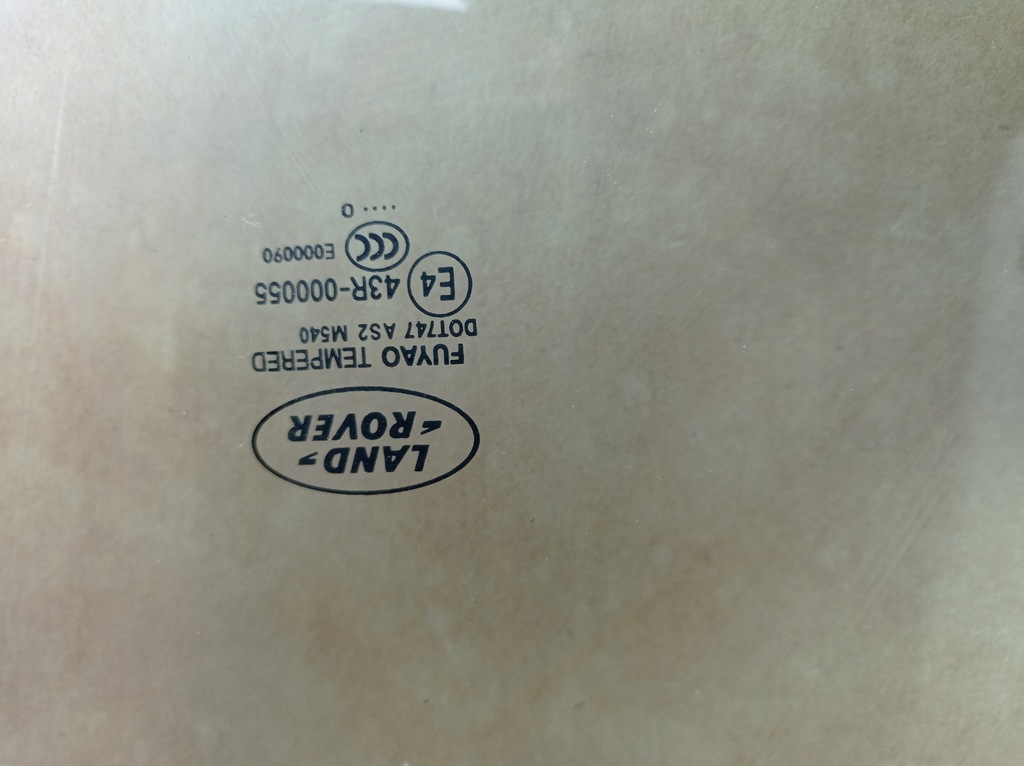 LAND
ROVER
FUYAO TEMPERED
DOT747 AS2 M540
E4 43R-000055
CCC E000090
.... 0